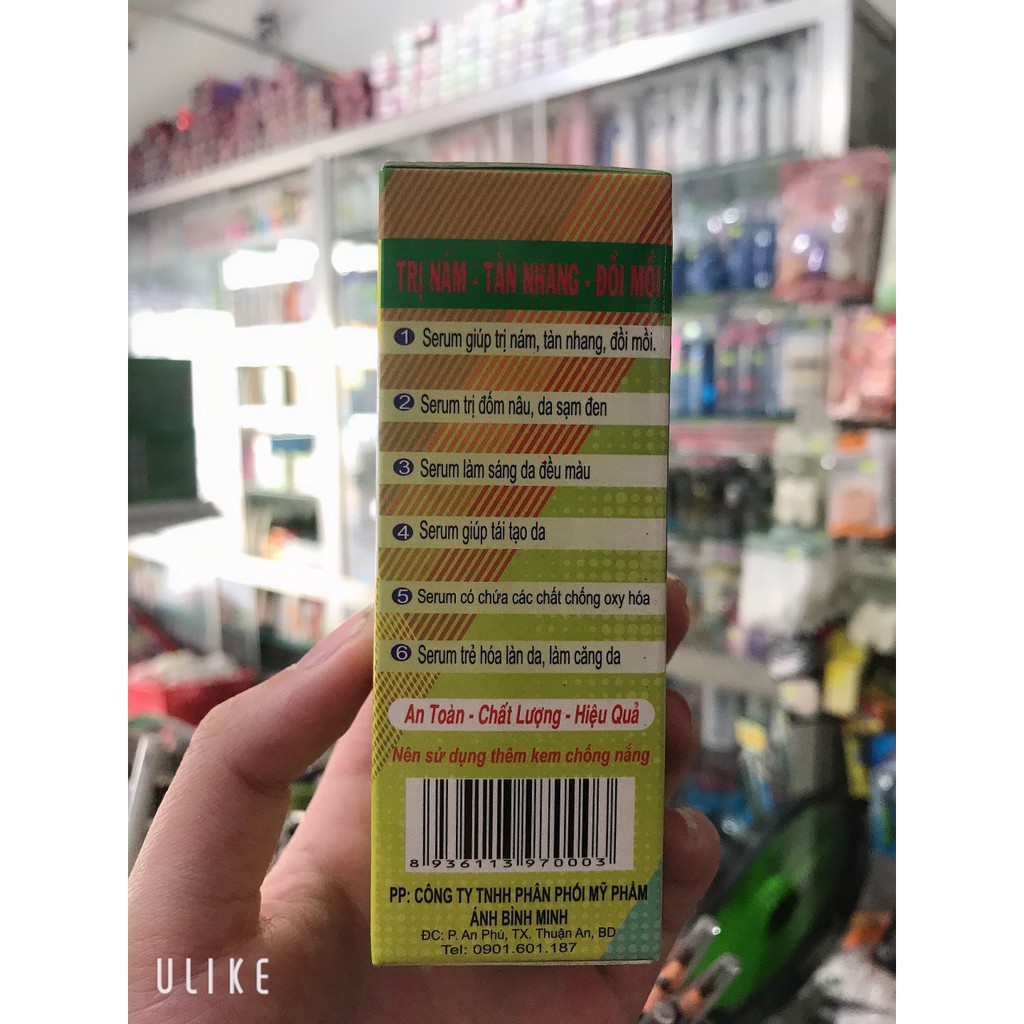 TRỊ NÁM - TÀN NHANG - ĐỒI MỒI
1 Serum giúp trị nám, tàn nhang, đồi mồi.
2 Serum trị đốm nâu, da sạm đen
3 Serum làm sáng da đều màu
4 Serum giúp tái tạo da
5 Serum có chứa các chất chống oxy hóa
6 Serum trẻ hóa làn da, làm căng da
An Toàn - Chất Lượng - Hiệu Quả
Nên sử dụng thêm kem chống nắng
8 936113 970003
PP: CÔNG TY TNHH PHÂN PHỐI MỸ PHẨM
ÁNH BÌNH MINH
ĐC: P. An Phú, TX. Thuận An, BD
Tel: 0901.601.187
ULIKE